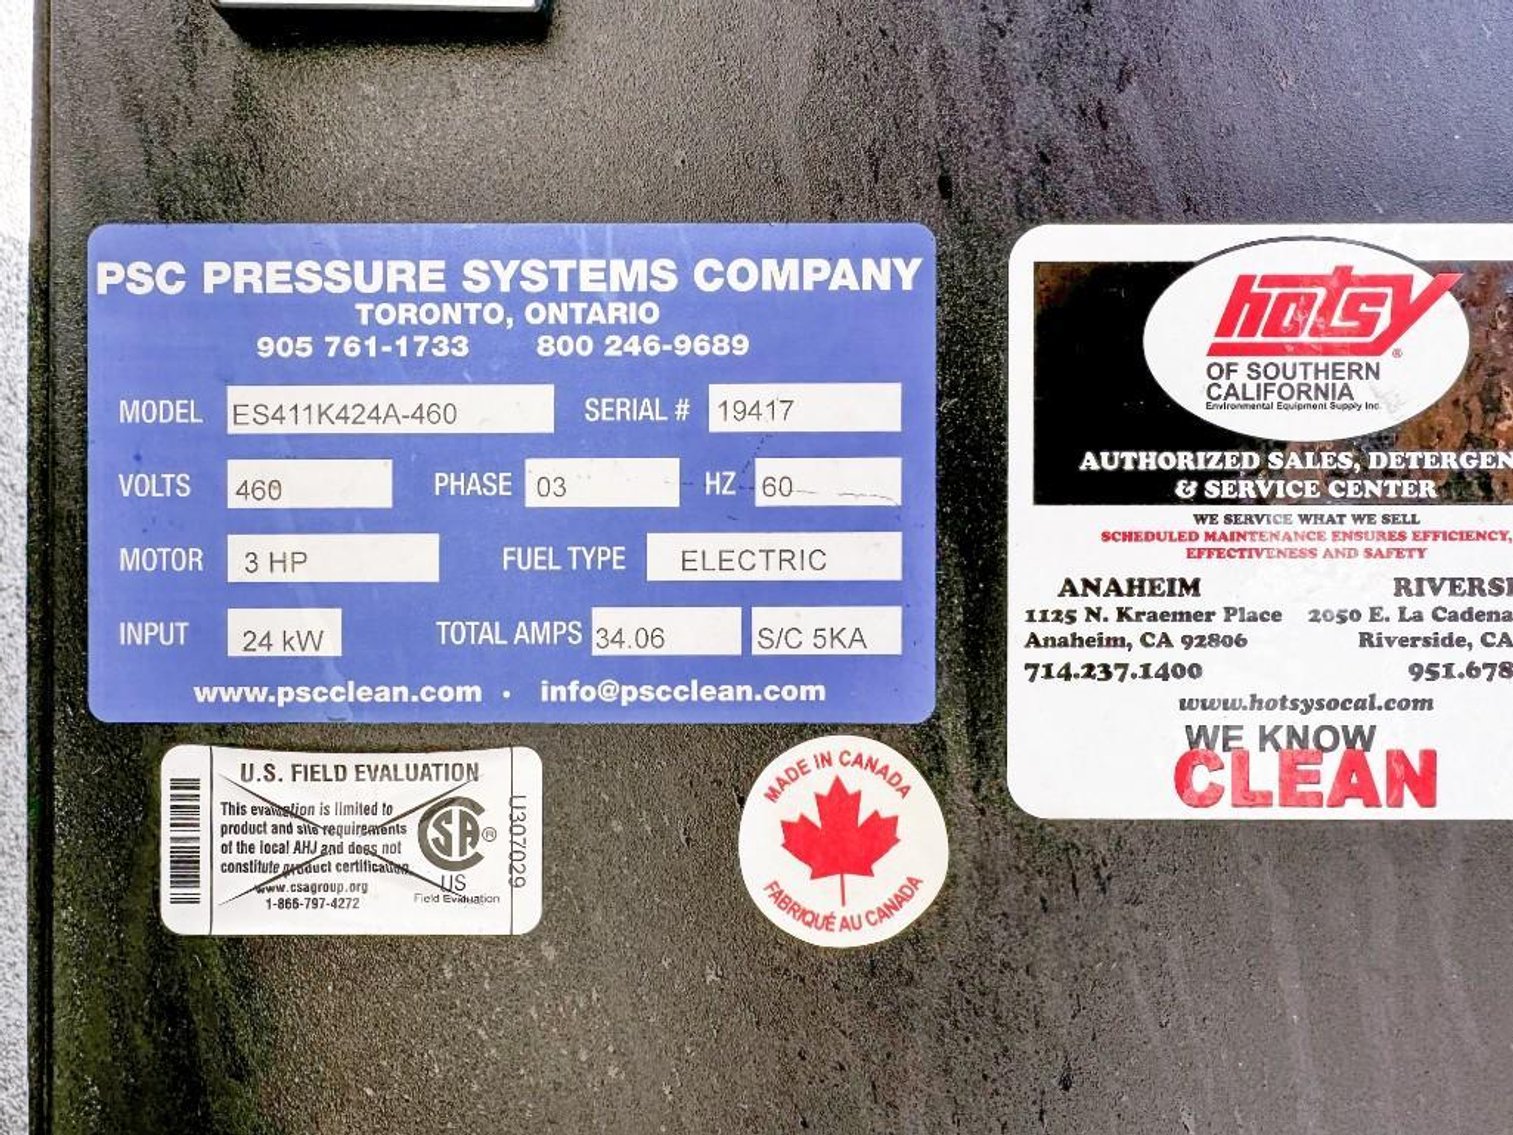 PSC PRESSURE SYSTEMS COMPANY
TORONTO, ONTARIO
905 761-1733 800 246-9689
MODEL ES411K424A-460 SERIAL # 19417
VOLTS 460 PHASE 03 HZ 60
MOTOR 3 HP FUEL TYPE ELECTRIC
INPUT 24 kW TOTAL AMPS 34.06 S/C 5KA
www.pscclean.com • info@pscclean.com
U.S. FIELD EVALUATION
This evaluation is limited to
product and site requirements
of the local AHJ and does not
constitute product certification
www.csagroup.org
1-866-797-4272
CSA ®
US
Field Evaluation
U307029
MADE IN CANADA
FABRIQUÉ AU CANADA
hotsy ®
OF SOUTHERN
CALIFORNIA
Environmental Equipment Supply Inc.
AUTHORIZED SALES, DETERGEN
& SERVICE CENTER
WE SERVICE WHAT WE SELL
SCHEDULED MAINTENANCE ENSURES EFFICIENCY,
EFFECTIVENESS AND SAFETY
ANAHEIM RIVERSI
1125 N. Kraemer Place 2050 E. La Cadena
Anaheim, CA 92806 Riverside, CA
714.237.1400 951.678
www.hotsysocal.com
WE KNOW
CLEAN